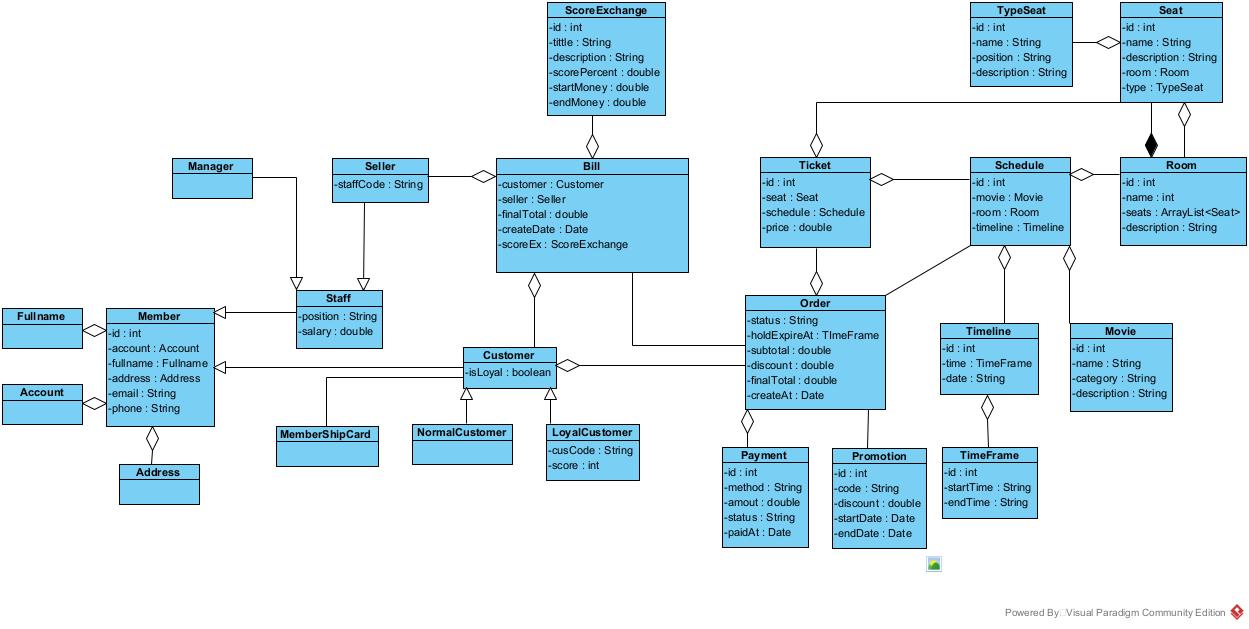 ScoreExchange
-id : int
-tittle : String
-description : String
-scorePercent : double
-startMoney : double
-endMoney : double
TypeSeat
-id : int
-name : String
-position : String
-description : String
Seat
-id : int
-name : String
-description : String
-room : Room
-type : TypeSeat
Manager
Seller
-staffCode : String
Bill
-customer : Customer
-seller : Seller
-finalTotal : double
-createDate : Date
-scoreEx : ScoreExchange
Ticket
-id : int
-seat : Seat
-schedule : Schedule
-price : double
Schedule
-id : int
-movie : Movie
-room : Room
-timeline : Timeline
Room
-id : int
-name : int
-seats : ArrayList<Seat>
-description : String
Staff
-position : String
-salary : double
Fullname
Member
-id : int
-account : Account
-fullname : Fullname
-address : Address
-email : String
-phone : String
Account
Address
Customer
-isLoyal : boolean
Order
-status : String
-holdExpireAt : TImeFrame
-subtotal : double
-discount : double
-finalTotal : double
-createAt : Date
Timeline
-id : int
-time : TimeFrame
-date : String
Movie
-id : int
-name : String
-category : String
-description : String
MemberShipCard
NormalCustomer
LoyalCustomer
-cusCode : String
-score : int
Payment
-id : int
-method : String
-amout : double
-status : String
-paidAt : Date
Promotion
-id : int
-code : String
-discount : double
-startDate : Date
-endDate : Date
TimeFrame
-id : int
-startTime : String
-endTime : String
Powered By Visual Paradigm Community Edition